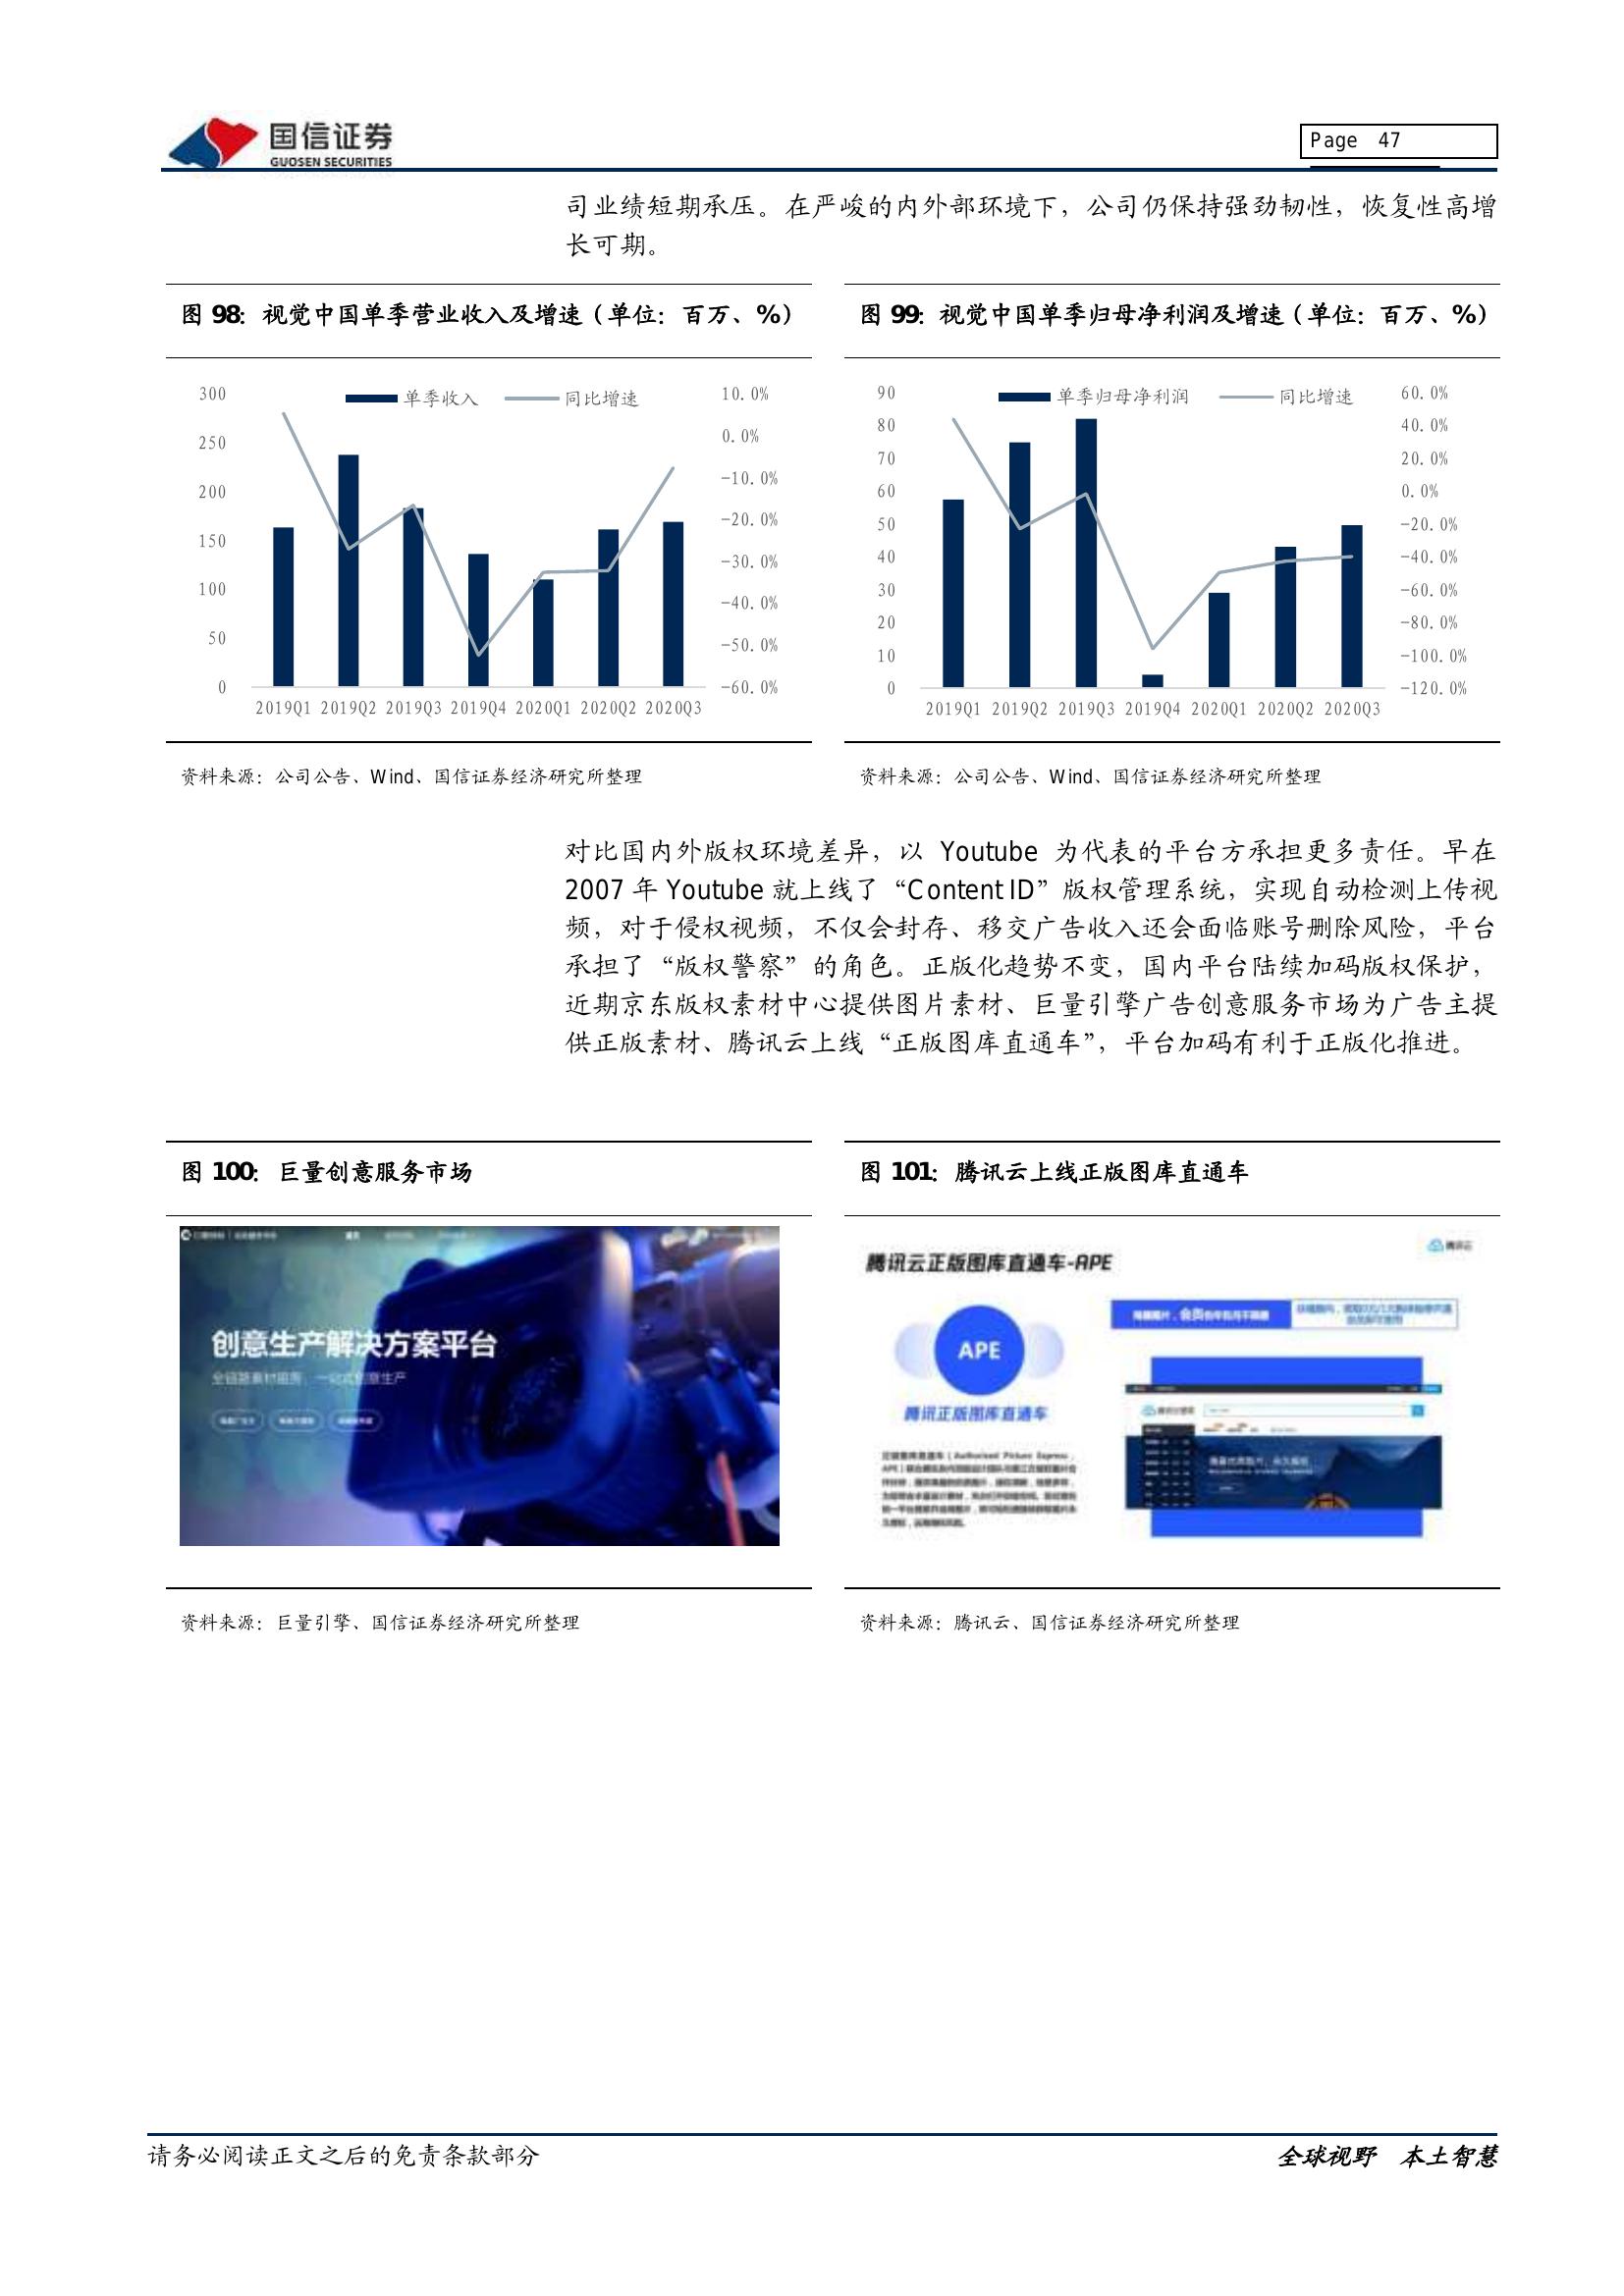 国信证券
GUOSEN SECURITIES
Page 47
司业绩短期承压。在严峻的内外部环境下，公司仍保持强劲韧性，恢复性高增
长可期。
图 98：视觉中国单季营业收入及增速（单位：百万、%）
300
250
200
150
100
50
0
单季收入
同比增速
10.0%
0.0%
-10.0%
-20.0%
-30.0%
-40.0%
-50.0%
-60.0%
2019Q1 2019Q2 2019Q3 2019Q4 2020Q1 2020Q2 2020Q3
资料来源：公司公告、Wind、国信证券经济研究所整理
图 99：视觉中国单季归母净利润及增速（单位：百万、%）
90
80
70
60
50
40
30
20
10
0
单季归母净利润
同比增速
60.0%
40.0%
20.0%
0.0%
-20.0%
-40.0%
-60.0%
-80.0%
-100.0%
-120.0%
2019Q1 2019Q2 2019Q3 2019Q4 2020Q1 2020Q2 2020Q3
资料来源：公司公告、Wind、国信证券经济研究所整理
对比国内外版权环境差异，以 Youtube 为代表的平台方承担更多责任。早在
2007 年 Youtube 就上线了“Content ID”版权管理系统，实现自动检测上传视
频，对于侵权视频，不仅会封存、移交广告收入还会面临账号删除风险，平台
承担了“版权警察”的角色。正版化趋势不变，国内平台陆续加码版权保护，
近期京东版权素材中心提供图片素材、巨量引擎广告创意服务市场为广告主提
供正版素材、腾讯云上线“正版图库直通车”，平台加码有利于正版化推进。
图 100：巨量创意服务市场
创意生产解决方案平台
全链路素材服务，一站式创意生产
资料来源：巨量引擎、国信证券经济研究所整理
图 101：腾讯云上线正版图库直通车
腾讯云
腾讯云正版图库直通车-APE
APE
腾讯正版图库直通车
资料来源：腾讯云、国信证券经济研究所整理
请务必阅读正文之后的免责条款部分
全球视野 本土智慧